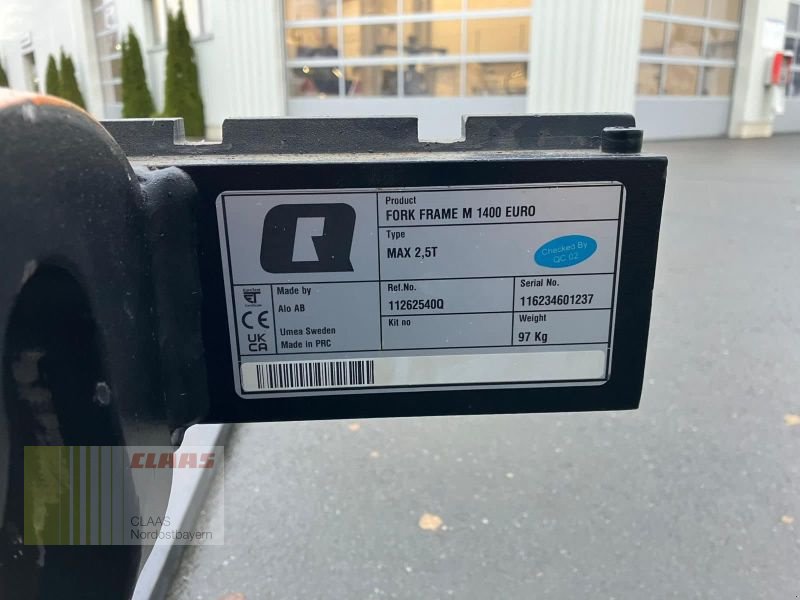 Product
FORK FRAME M 1400 EURO
Type
MAX 2,5T
Checked By
QC 02
Made by
Alo AB
Umea Sweden
Made in PRC
Ref.No.
11262540Q
Serial No.
116234601237
Kit no
Weight
97 Kg
CE
UK
CA
CLAAS
CLAAS
Nordostbayern